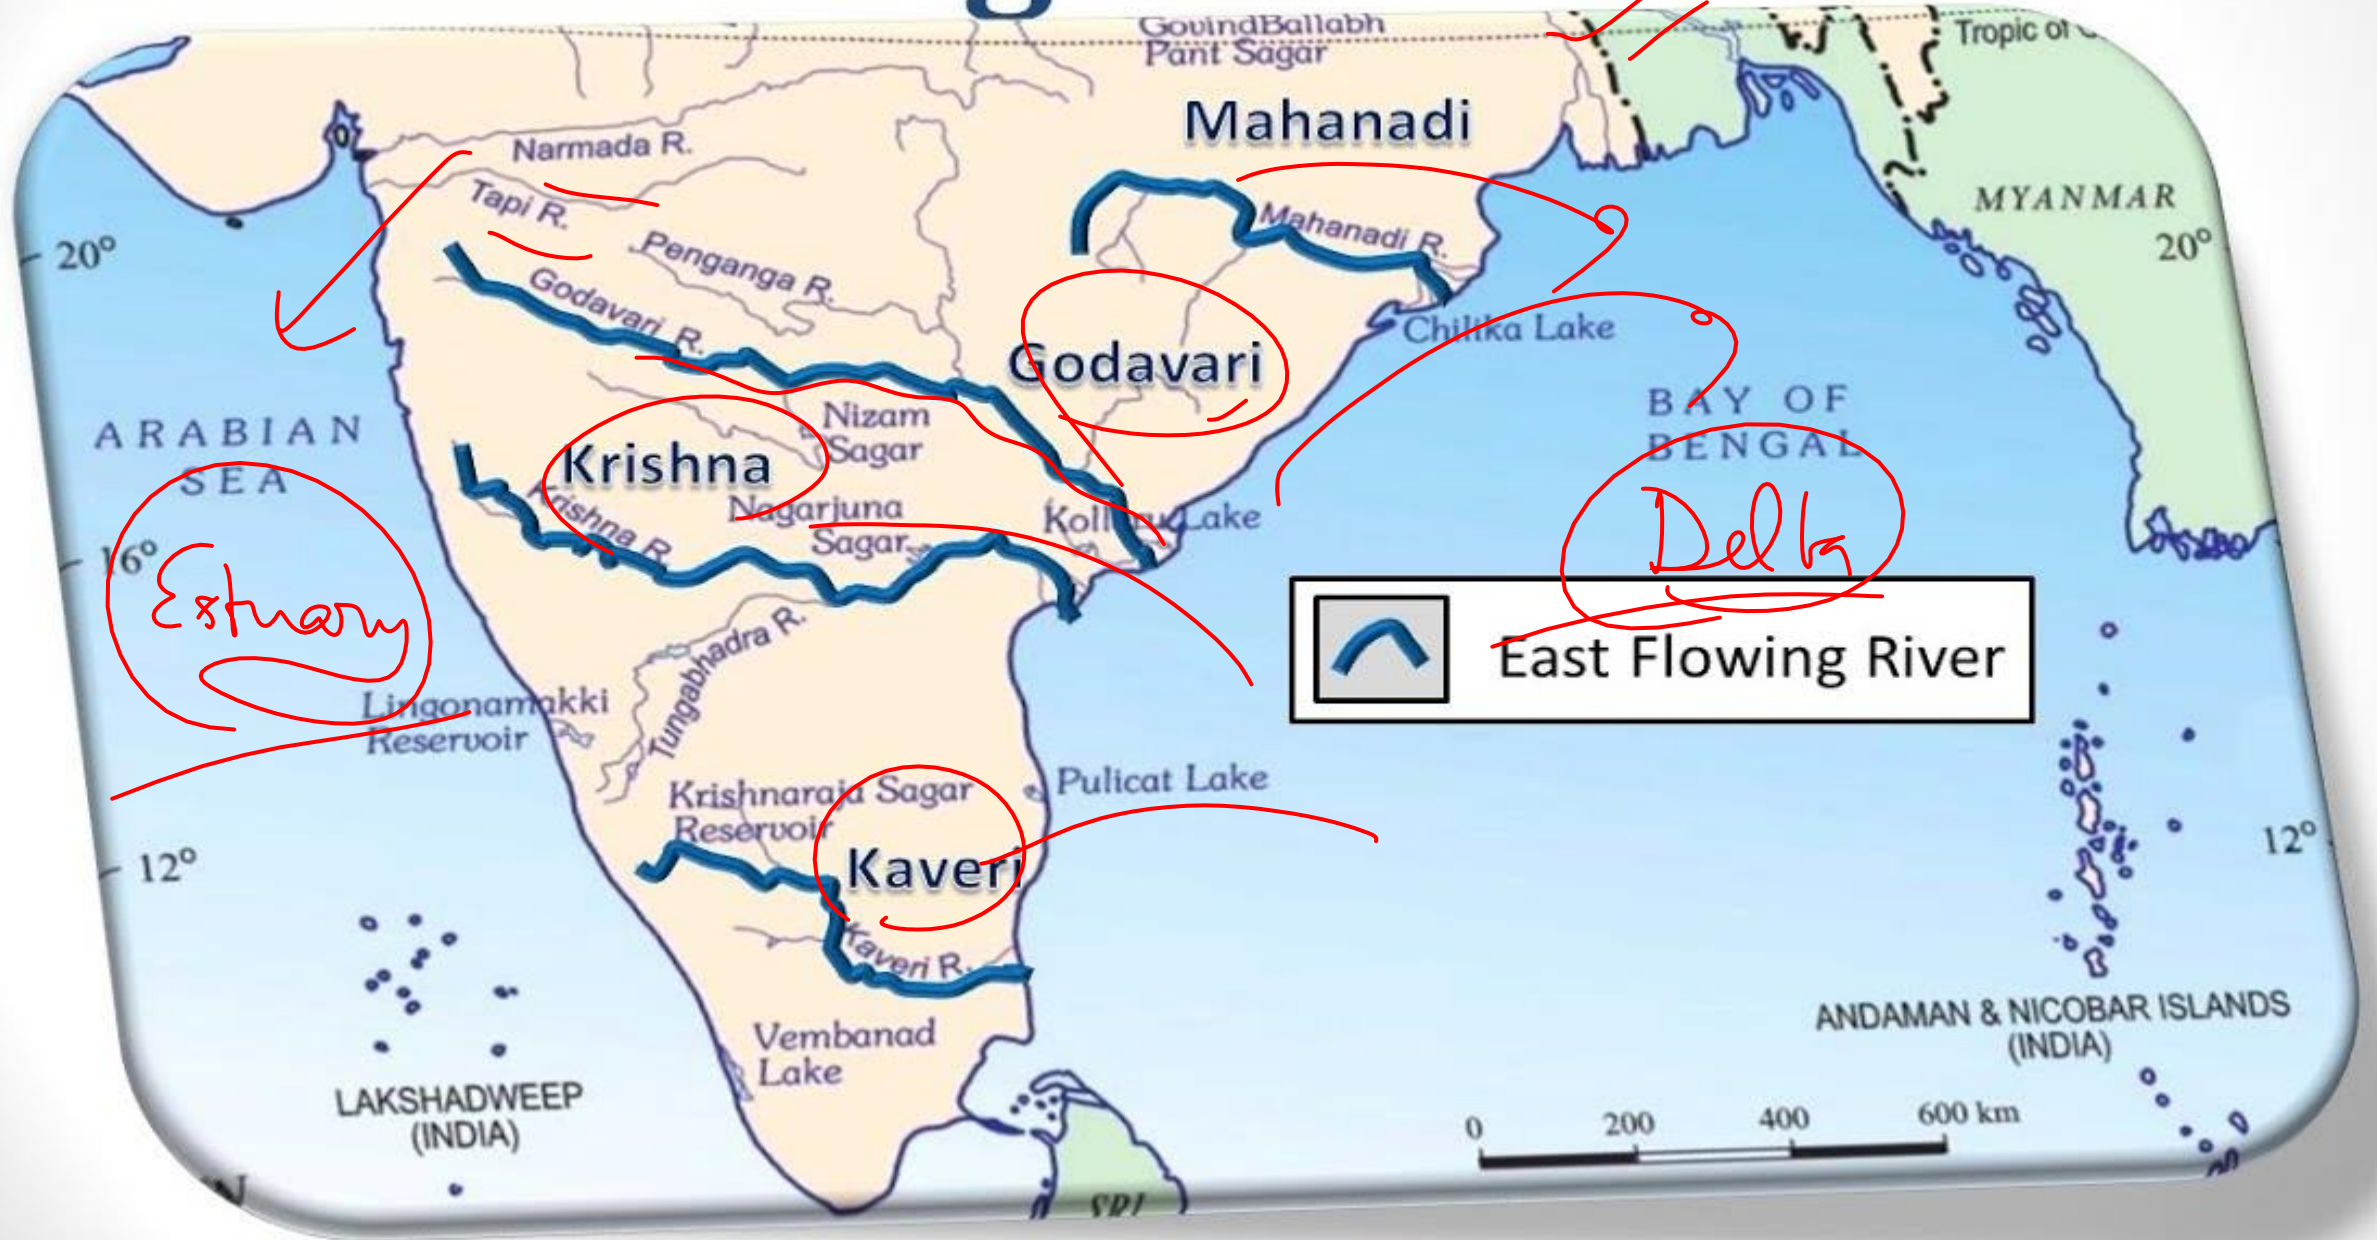 GovindBallabh
Pant Sagar
Tropic of
Mahanadi
Narmada R.
Tapi R.
Mahanadi R.
MYANMAR
20°
20°
Penganga R.
Godavari R.
Chilika Lake
Godavari
BAY OF
BENGAL
ARABIAN
SEA
Nizam
Sagar
Krishna
Krishna R.
Nagarjuna
Sagar
Kolleru Lake
Delta
16°
Estuary
East Flowing River
Tungabhadra R.
Lingonamakki
Reservoir
Krishnaraja Sagar
Reservoir
Pulicat Lake
Kaveri
12°
12°
Kaveri R.
Vembanad
Lake
ANDAMAN & NICOBAR ISLANDS
(INDIA)
LAKSHADWEEP
(INDIA)
0 200 400 600 km
SRI